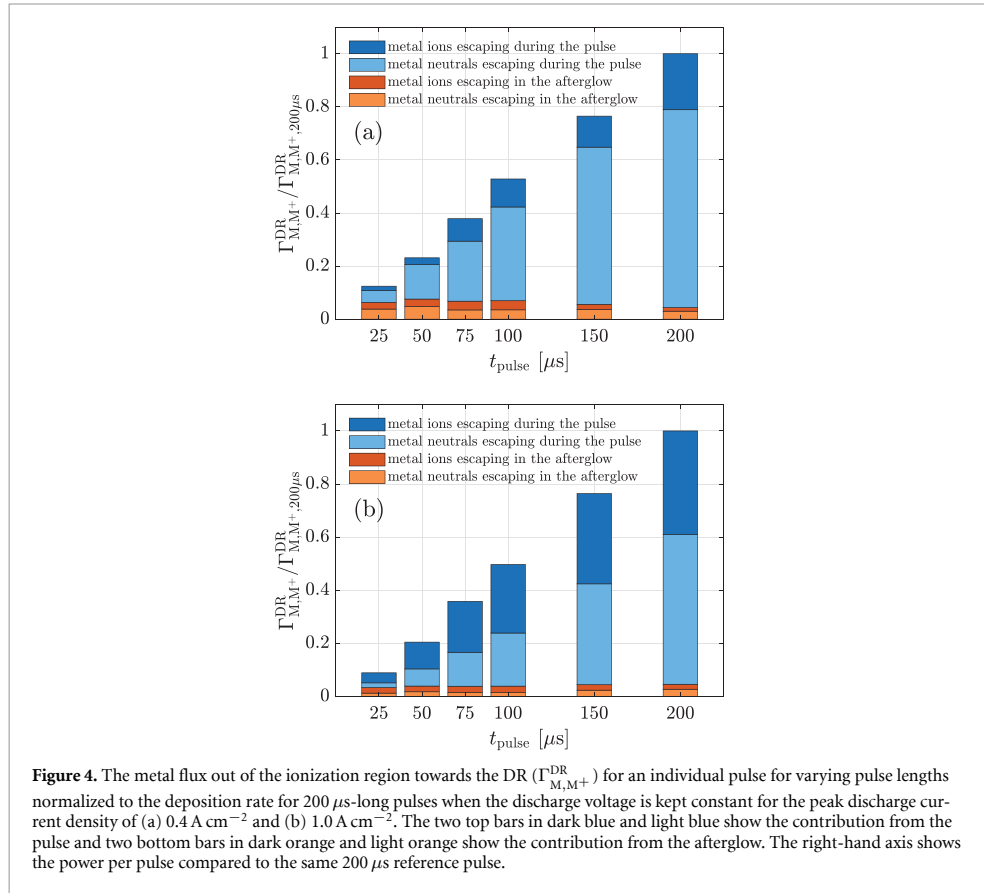 metal ions escaping during the pulse
metal neutrals escaping during the pulse
metal ions escaping in the afterglow
metal neutrals escaping in the afterglow
(a)
1
0.8
0.6
0.4
0.2
0
Γ^DR_M,M+/Γ^DR_M,M+,200μs
25 50 75 100 150 200
t_pulse [μs]
metal ions escaping during the pulse
metal neutrals escaping during the pulse
metal ions escaping in the afterglow
metal neutrals escaping in the afterglow
(b)
1
0.8
0.6
0.4
0.2
0
Γ^DR_M,M+/Γ^DR_M,M+,200μs
25 50 75 100 150 200
t_pulse [μs]
Figure 4. The metal flux out of the ionization region towards the DR (Γ^DR_M,M+) for an individual pulse for varying pulse lengths
normalized to the deposition rate for 200 μs-long pulses when the discharge voltage is kept constant for the peak discharge cur-
rent density of (a) 0.4 A cm−2 and (b) 1.0 A cm−2. The two top bars in dark blue and light blue show the contribution from the
pulse and two bottom bars in dark orange and light orange show the contribution from the afterglow. The right-hand axis shows
the power per pulse compared to the same 200 μs reference pulse.